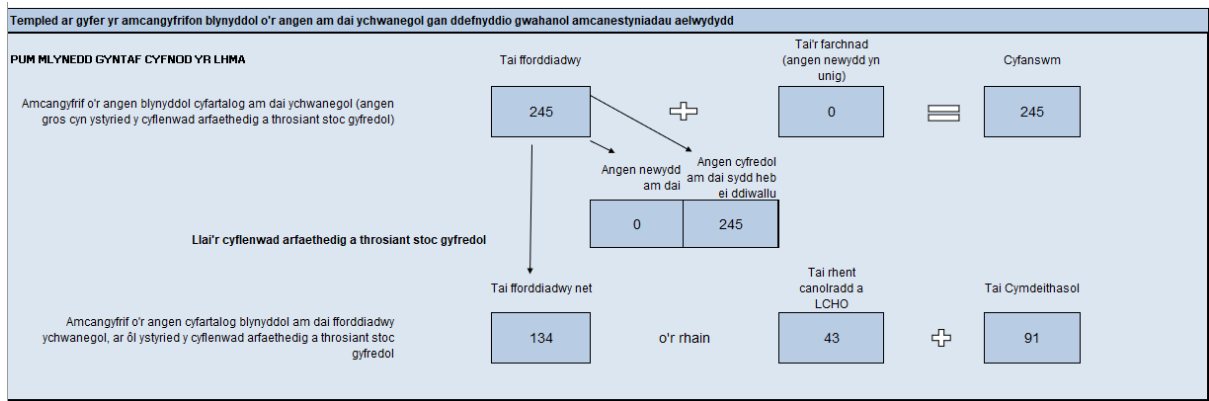 Templed ar gyfer yr amcangyfrifon blynyddol o'r angen am dai ychwanegol gan ddefnyddio gwahanol amcanestyniadau aelwydydd
PUM MLYNEDD GYNTAF CYFNOD YR LHMA
Tai fforddiadwy
Tai'r farchnad
(angen newydd yn
unig)
Cyfanswm
Amcangyfrif o'r angen blynyddol cyfartalog am dai ychwanegol (angen
gros cyn ystyried y cyflenwad arfaethedig a throsiant stoc gyfredol)
245
0
245
Angen newydd
am dai
Angen cyfredol
am dai sydd heb
ei ddiwallu
0
245
Llai'r cyflenwad arfaethedig a throsiant stoc gyfredol
Tai fforddiadwy net
Tai rhent
canolradd a
LCHO
Tai Cymdeithasol
Amcangyfrif o'r angen cyfartalog blynyddol am dai fforddiadwy
ychwanegol, ar ôl ystyried y cyflenwad arfaethedig a throsiant stoc
gyfredol
134
o'r rhain
43
91